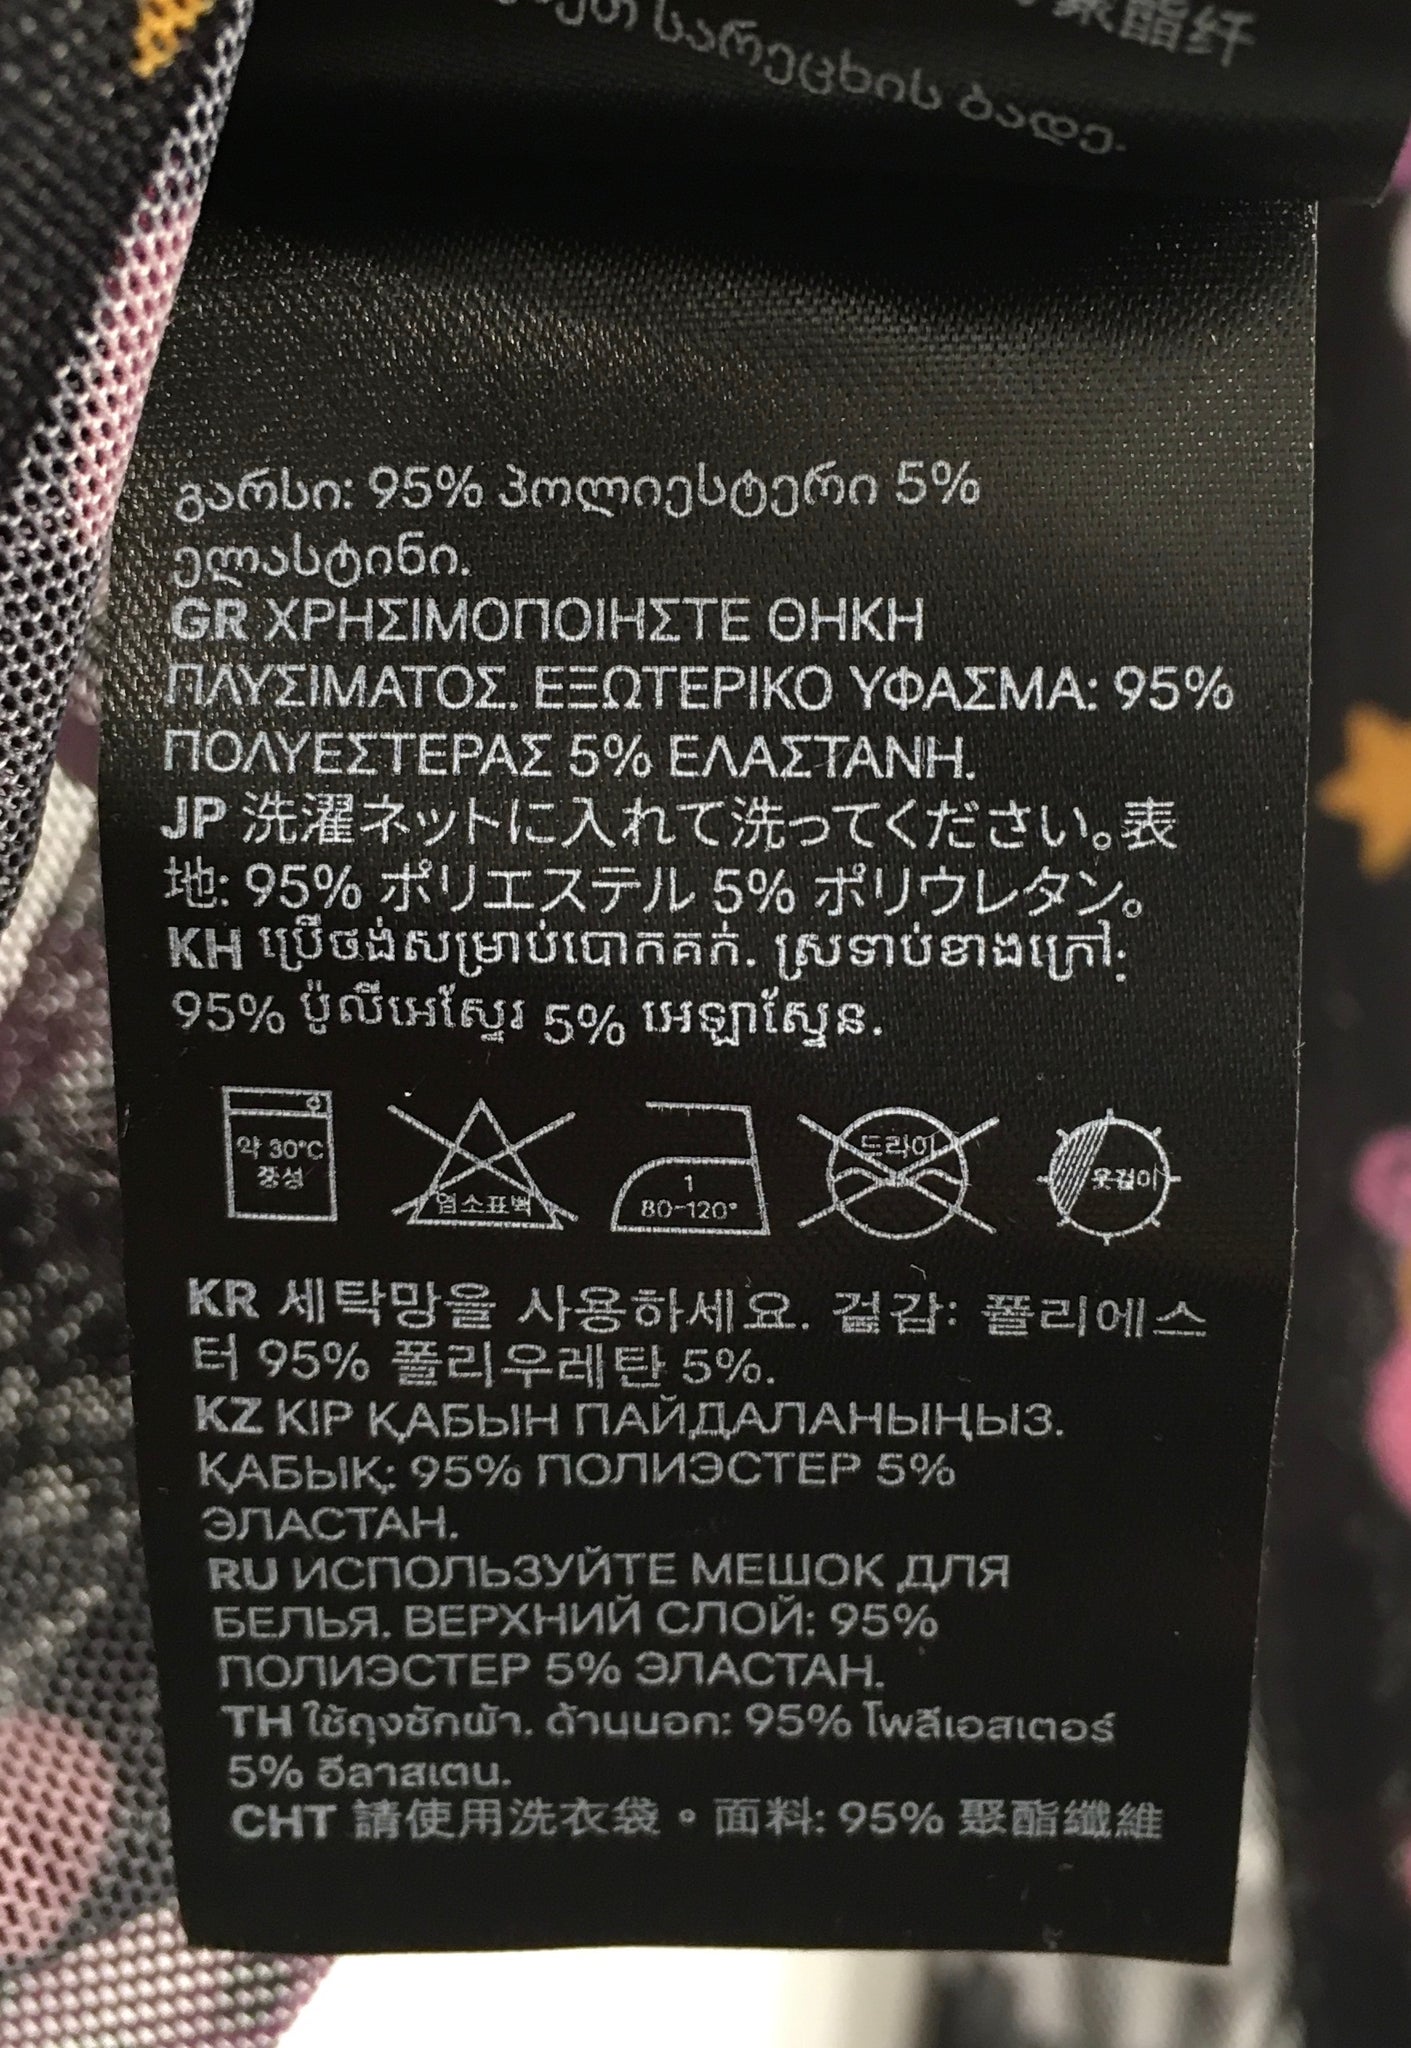 聚酯纤
სარეცხის ბადე.
გარსი: 95% პოლიესტერი 5%
ელასტინი.
GR ΧΡΗΣΙΜΟΠΟΙΗΣΤΕ ΘΗΚΗ
ΠΛΥΣΙΜΑΤΟΣ. ΕΞΩΤΕΡΙΚΟ ΥΦΑΣΜΑ: 95%
ΠΟΛΥΕΣΤΕΡΑΣ 5% ΕΛΑΣΤΑΝΗ.
JP 洗濯ネットに入れて洗ってください。表
地: 95% ポリエステル 5% ポリウレタン。
KH ប្រើថង់សម្រាប់បោកគក់. ស្រទាប់ខាងក្រៅ:
95% ប៉ូលីអេស្ទែរ 5% អេឡាស្ទែន.
약 30°C
중성
염소표백
1
80-120°
드라이
옷걸이
KR 세탁망을 사용하세요. 겉감: 폴리에스
터 95% 폴리우레탄 5%.
KZ КІР ҚАБЫН ПАЙДАЛАНЫҢЫЗ.
ҚАБЫҚ: 95% ПОЛИЭСТЕР 5%
ЭЛАСТАН.
RU ИСПОЛЬЗУЙТЕ МЕШОК ДЛЯ
БЕЛЬЯ. ВЕРХНИЙ СЛОЙ: 95%
ПОЛИЭСТЕР 5% ЭЛАСТАН.
TH ใช้ถุงซักผ้า. ด้านนอก: 95% โพลีเอสเตอร์
5% อีลาสเตน.
CHT 請使用洗衣袋。面料: 95% 聚酯纖維